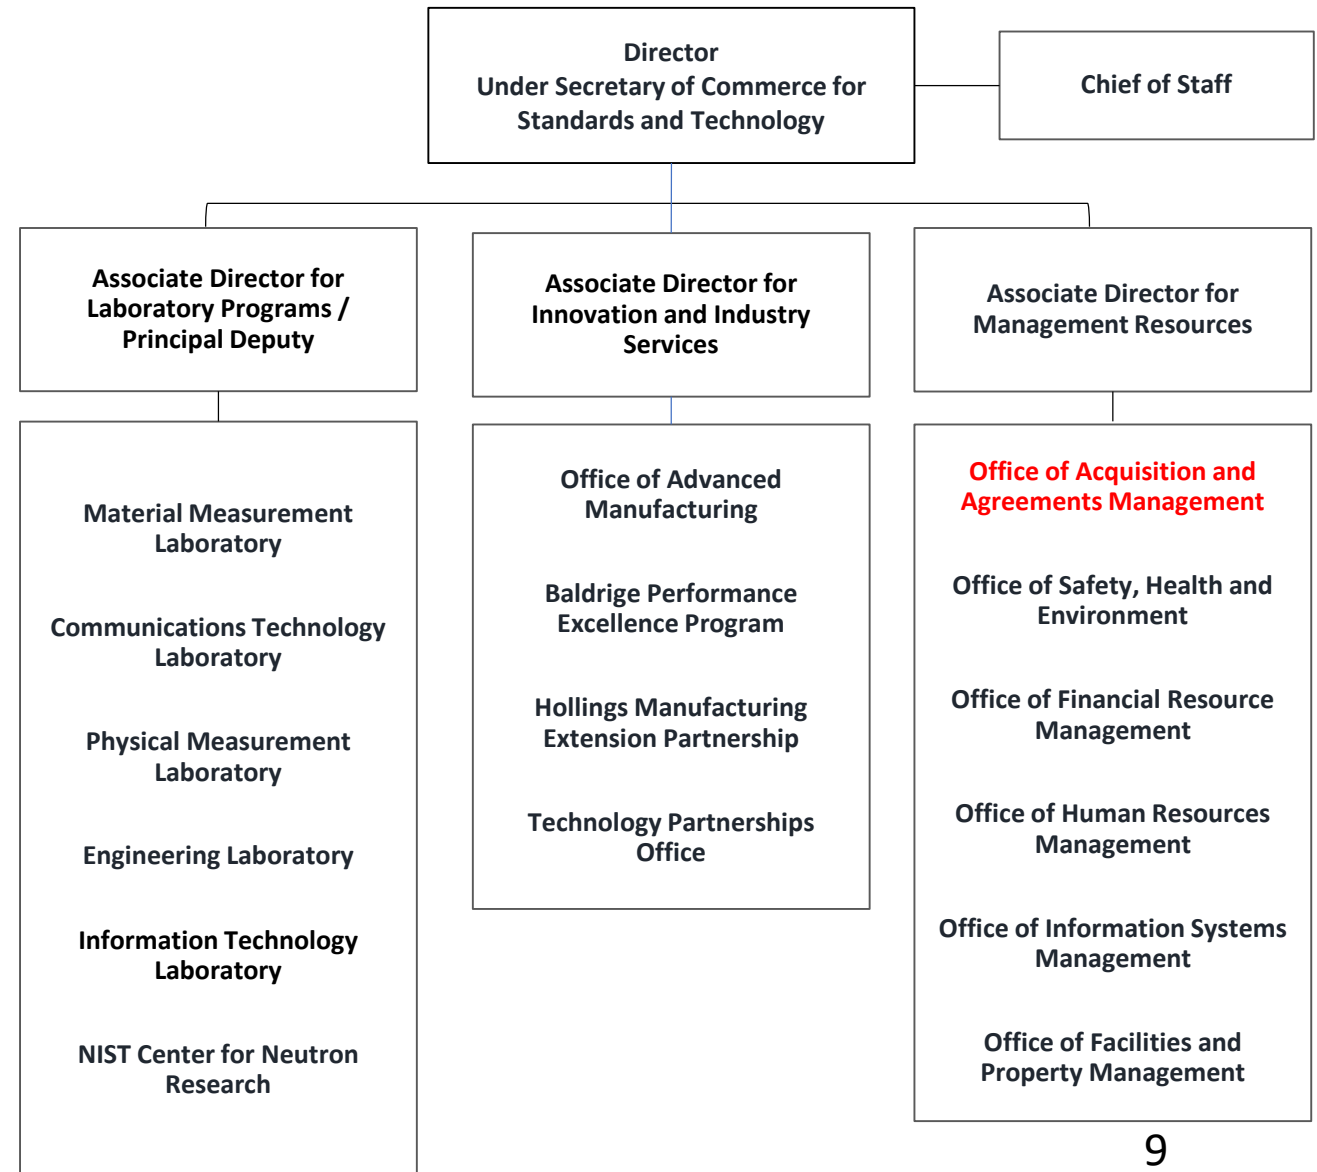 Director
Under Secretary of Commerce for
Standards and Technology
Chief of Staff
Associate Director for
Laboratory Programs /
Principal Deputy
Associate Director for
Innovation and Industry
Services
Associate Director for
Management Resources
Material Measurement
Laboratory
Communications Technology
Laboratory
Physical Measurement
Laboratory
Engineering Laboratory
Information Technology
Laboratory
NIST Center for Neutron
Research
Office of Advanced
Manufacturing
Baldrige Performance
Excellence Program
Hollings Manufacturing
Extension Partnership
Technology Partnerships
Office
Office of Acquisition and
Agreements Management
Office of Safety, Health and
Environment
Office of Financial Resource
Management
Office of Human Resources
Management
Office of Information Systems
Management
Office of Facilities and
Property Management
9